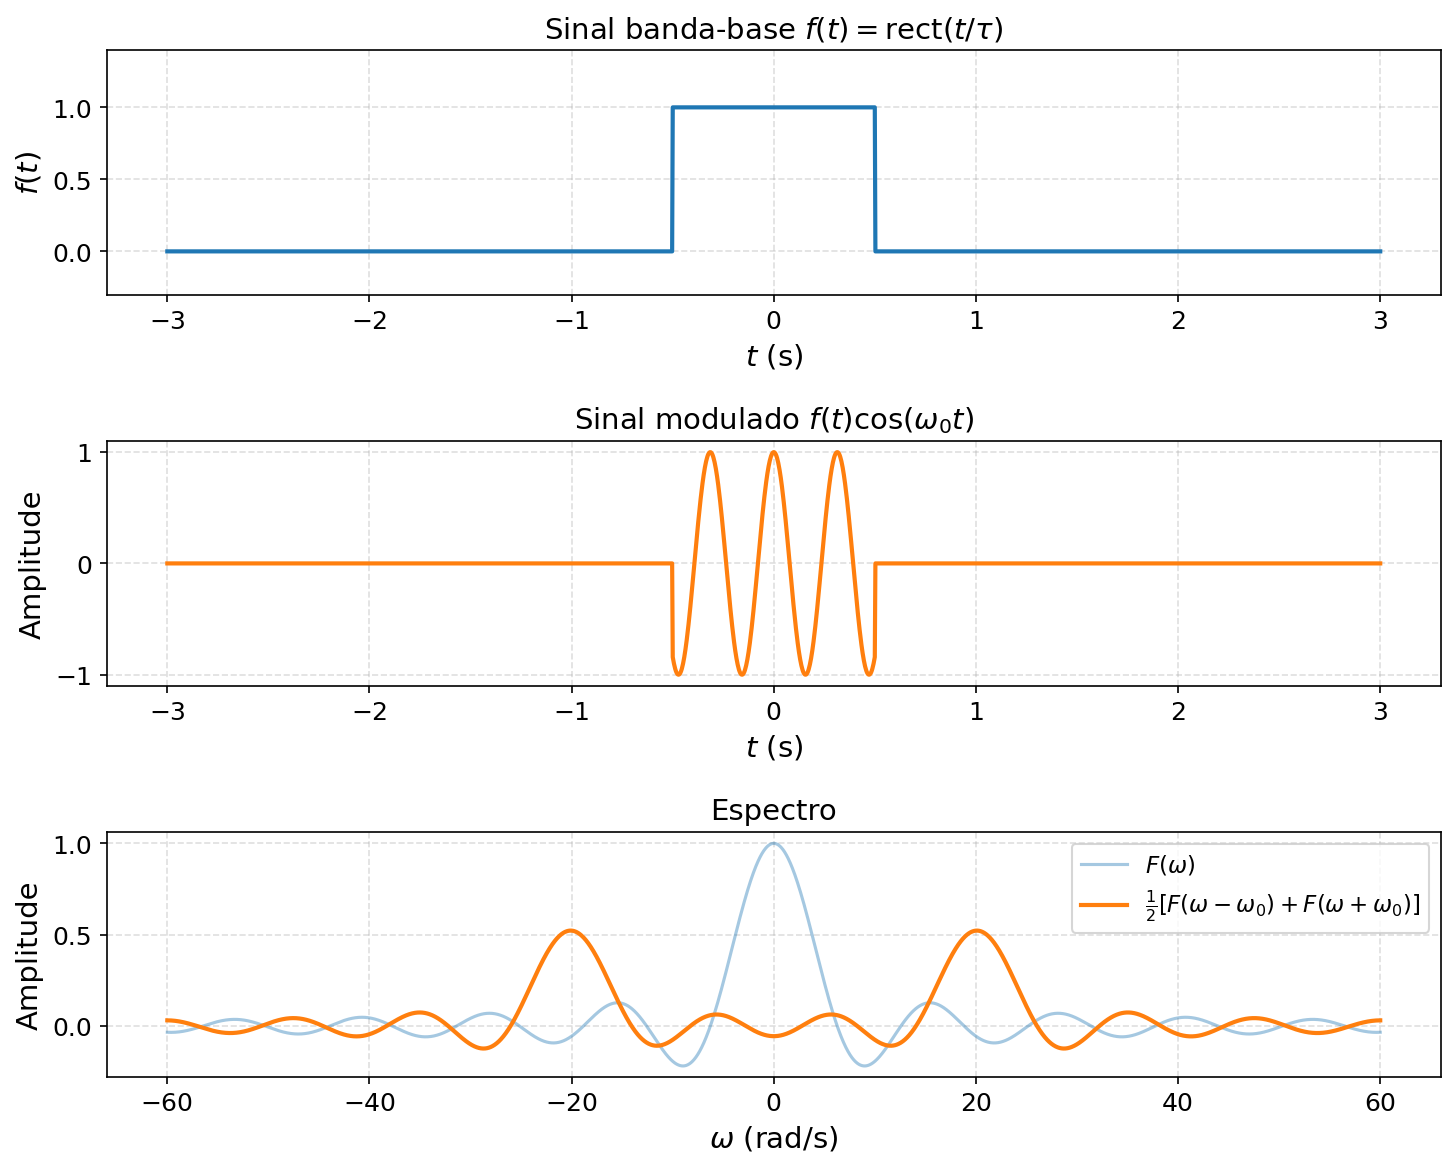 Sinal banda-base f(t) = rect(t/τ)
1.0
0.5
0.0
f(t)
−3 −2 −1 0 1 2 3
t (s)
Sinal modulado f(t)cos(ω₀t)
1
0
−1
Amplitude
−3 −2 −1 0 1 2 3
t (s)
Espectro
1.0
0.5
0.0
Amplitude
F(ω)
½[F(ω − ω₀) + F(ω + ω₀)]
−60 −40 −20 0 20 40 60
ω (rad/s)